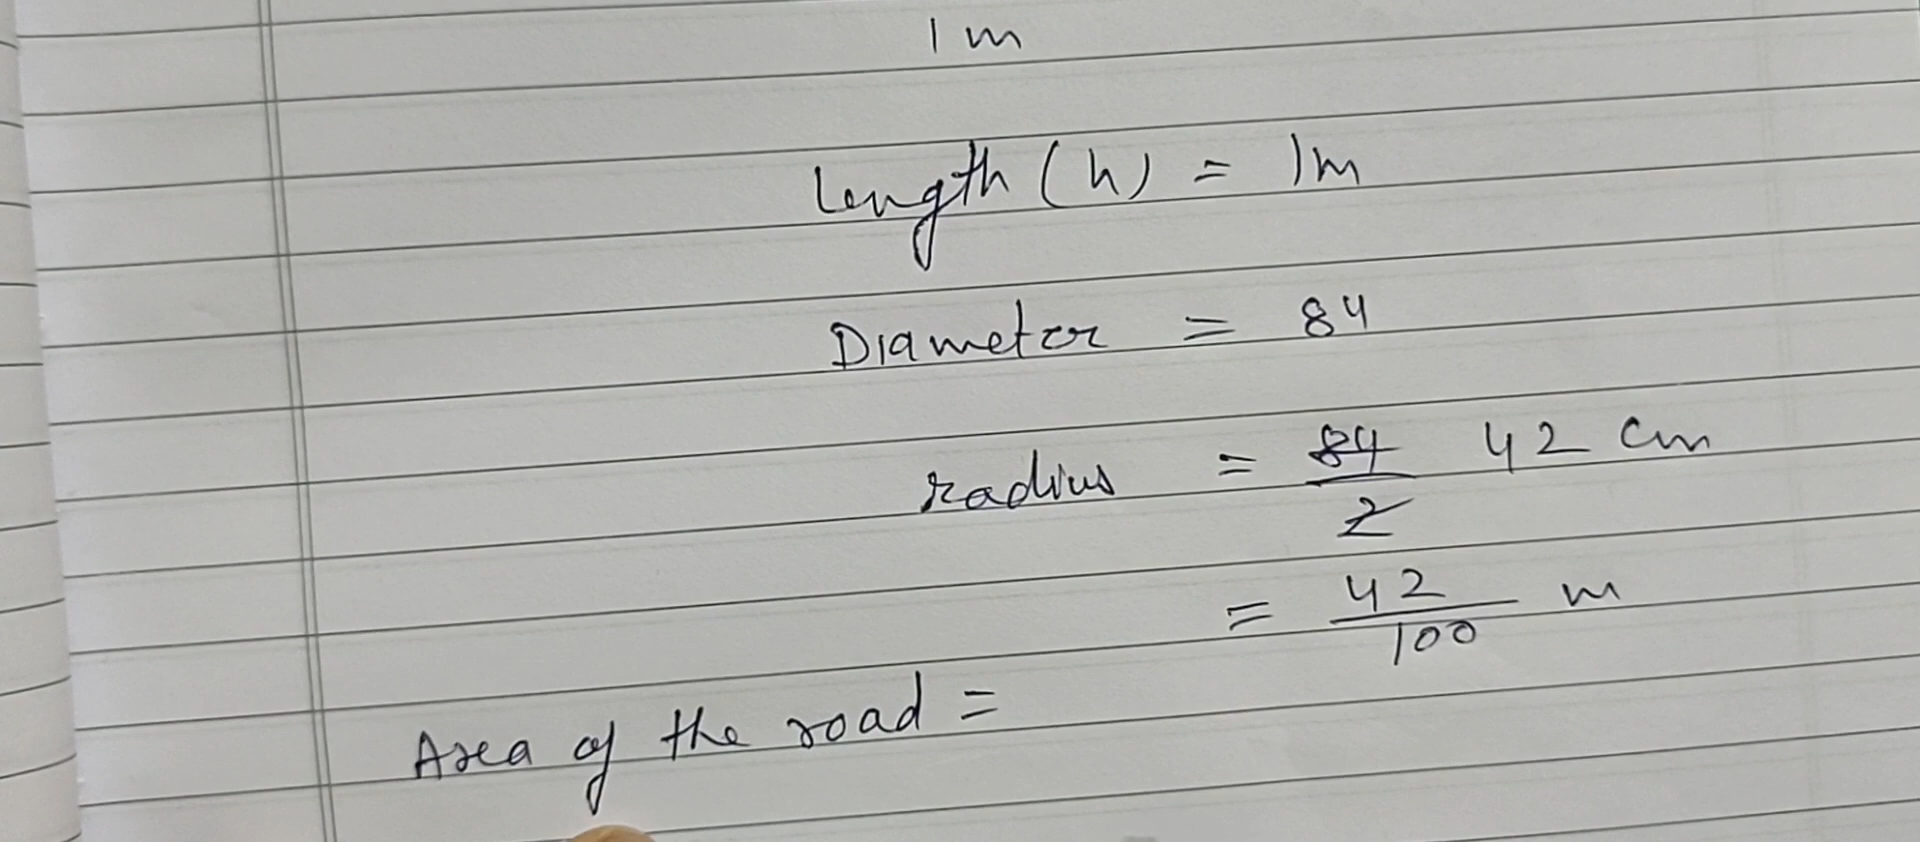 1 m
Length (h) = 1m
Diameter = 84
radius = 84/2 42 cm
= 42/100 m
Area of the road =